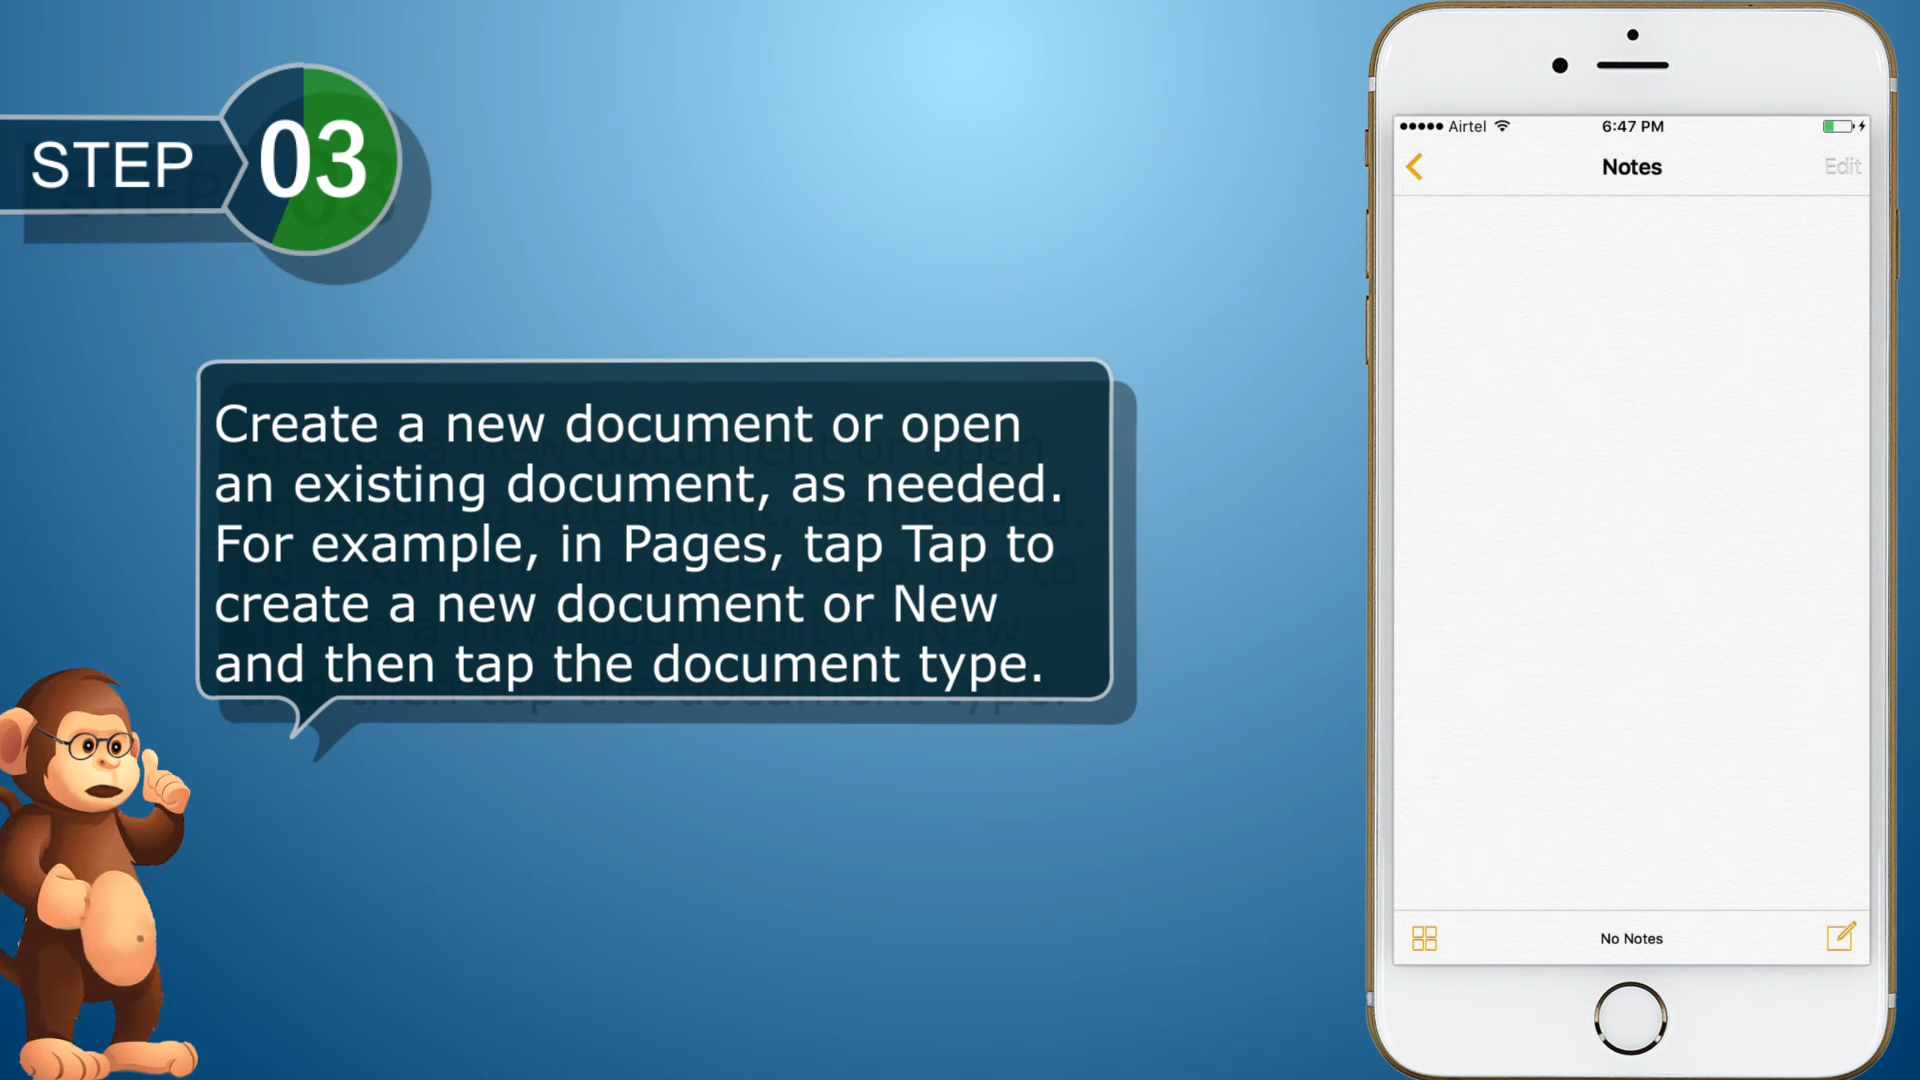 STEP 03
Create a new document or open
an existing document, as needed.
For example, in Pages, tap Tap to
create a new document or New
and then tap the document type.
Airtel 6:47 PM
Notes Edit
No Notes